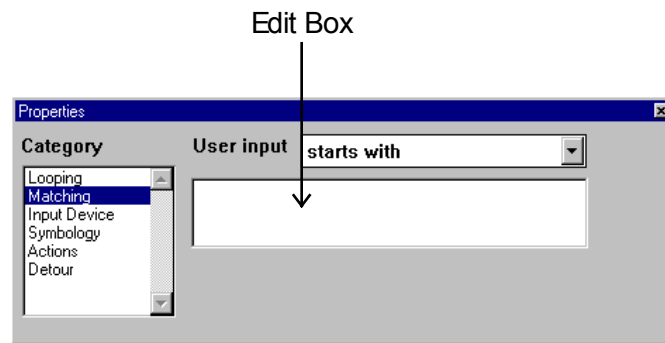 Edit Box
Properties
Category
User input
starts with
Looping
Matching
Input Device
Symbology
Actions
Detour